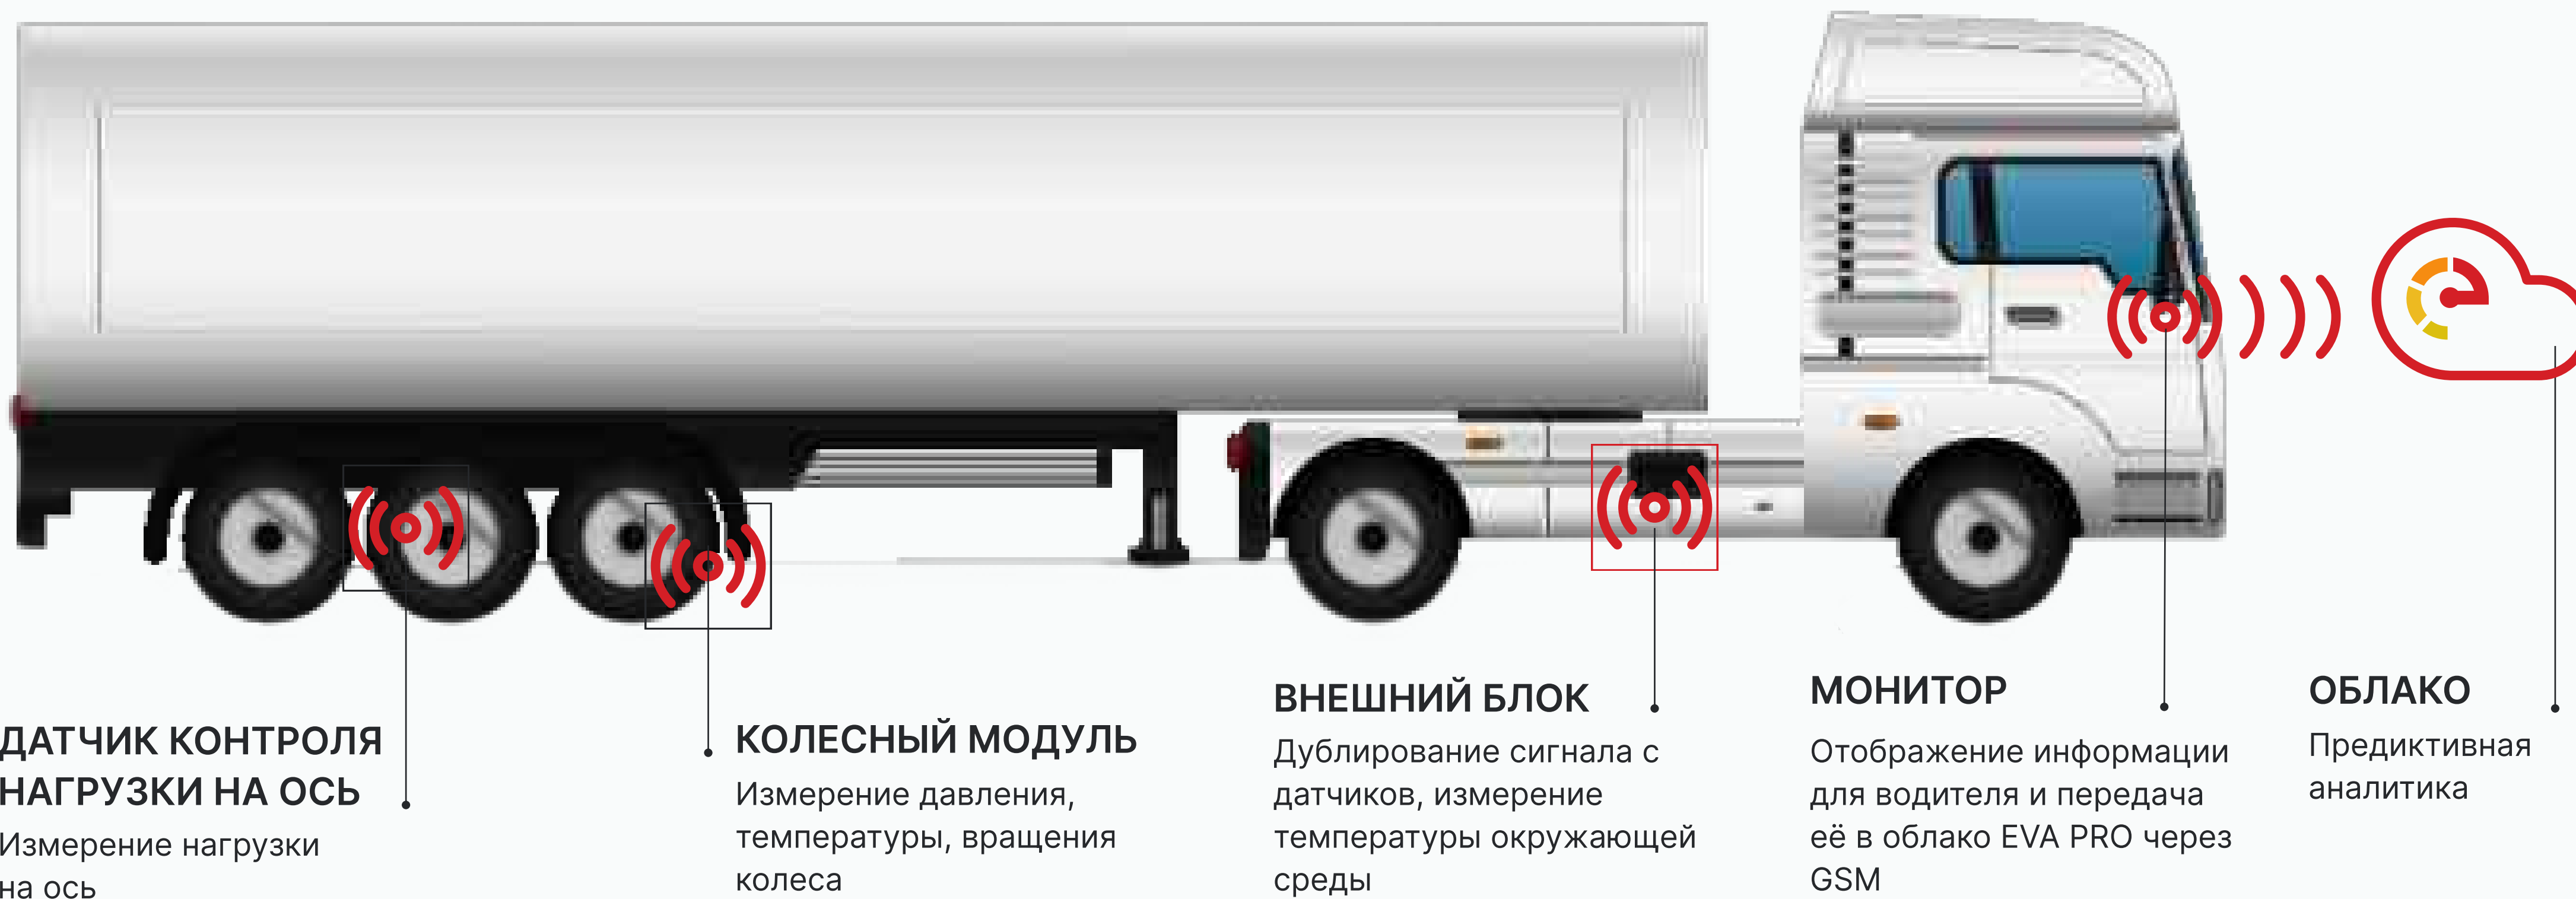 ДАТЧИК КОНТРОЛЯ
НАГРУЗКИ НА ОСЬ
Измерение нагрузки
на ось
КОЛЕСНЫЙ МОДУЛЬ
Измерение давления,
температуры, вращения
колеса
ВНЕШНИЙ БЛОК
Дублирование сигнала с
датчиков, измерение
температуры окружающей
среды
МОНИТОР
Отображение информации
для водителя и передача
её в облако EVA PRO через
GSM
ОБЛАКО
Предиктивная
аналитика